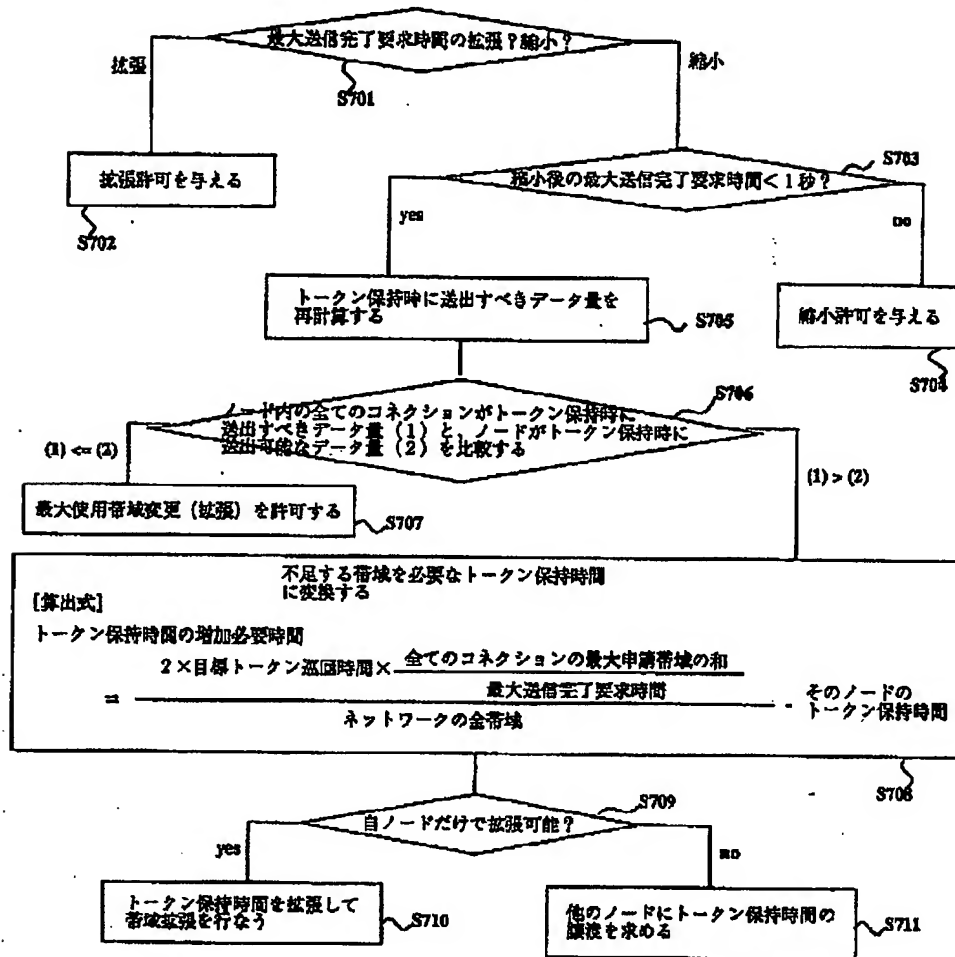 最大送信完了要求時間の拡張？縮小？
拡張
縮小
S701
S703
拡張許可を与える
縮小後の最大送信完了要求時間＜１秒？
S702
yes
no
トークン保持時に送出すべきデータ量を
再計算する
S705
縮小許可を与える
S704
S706
ノード内の全てのコネクションがトークン保持時に
送出すべきデータ量（１）と、ノードがトークン保持時に
送出可能なデータ量（２）を比較する
(1) <= (2)
(1) > (2)
最大使用帯域変更（拡張）を許可する
S707
不足する帯域を必要なトークン保持時間
に変換する
[算出式]
トークン保持時間の増加必要時間
２×目標トークン巡回時間× 全てのコネクションの最大申請帯域の和
最大送信完了要求時間
＝
ネットワークの全帯域
- そのノードの
トークン保持時間
S708
S709
自ノードだけで拡張可能？
yes
no
トークン保持時間を拡張して
帯域拡張を行なう
S710
他のノードにトークン保持時間の
譲渡を求める
S711